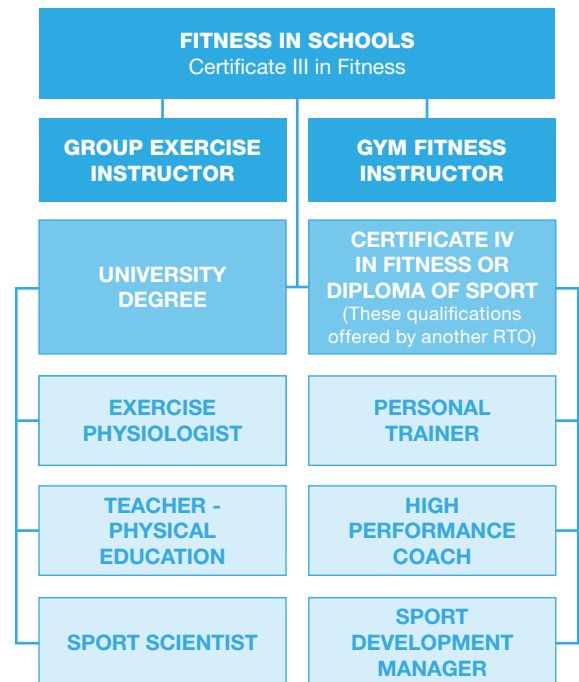 FITNESS IN SCHOOLS
Certificate III in Fitness
GROUP EXERCISE
INSTRUCTOR
GYM FITNESS
INSTRUCTOR
UNIVERSITY
DEGREE
CERTIFICATE IV
IN FITNESS OR
DIPLOMA OF SPORT
(These qualifications
offered by another RTO)
EXERCISE
PHYSIOLOGIST
PERSONAL
TRAINER
TEACHER -
PHYSICAL
EDUCATION
HIGH
PERFORMANCE
COACH
SPORT SCIENTIST
SPORT
DEVELOPMENT
MANAGER